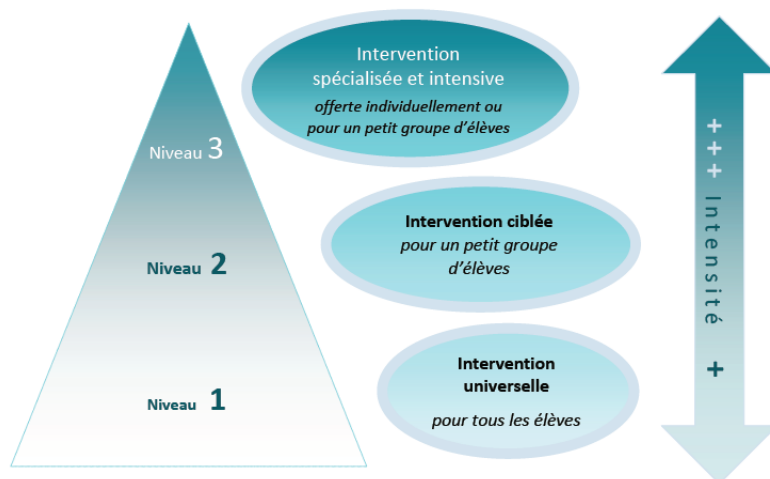 Intervention
spécialisée et intensive
offerte individuellement ou
pour un petit groupe d'élèves
Niveau 3
Intervention ciblée
pour un petit groupe
d'élèves
Niveau 2
Intervention
universelle
pour tous les élèves
Niveau 1
+++ Intensité +